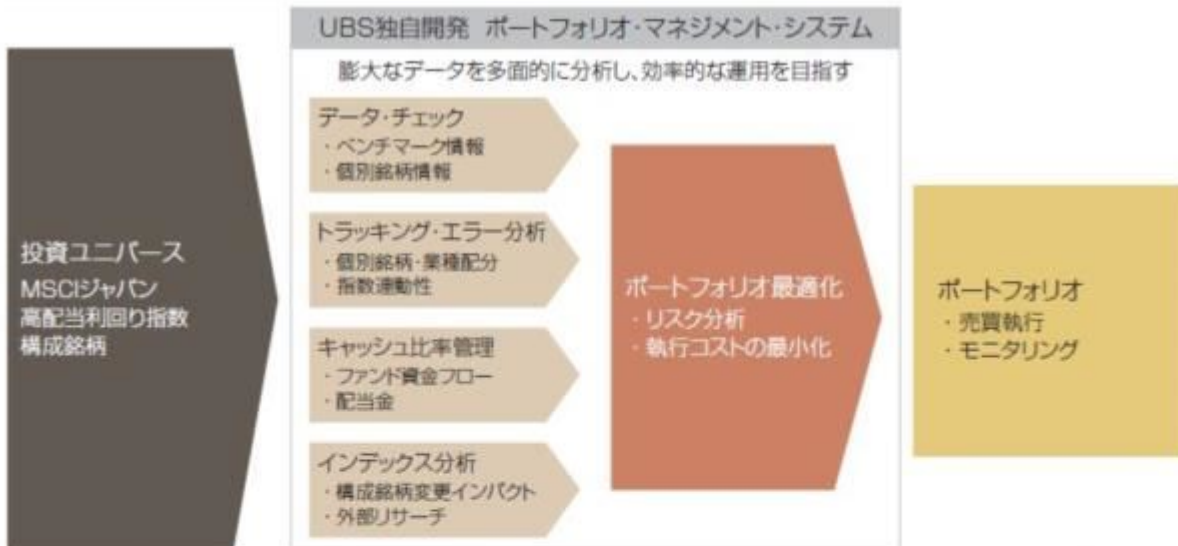 UBS独自開発 ポートフォリオ・マネジメント・システム
膨大なデータを多面的に分析し、効率的な運用を目指す
投資ユニバース
MSCIジャパン
高配当利回り指数
構成銘柄
データ・チェック
・ベンチマーク情報
・個別銘柄情報
トラッキング・エラー分析
・個別銘柄・業種配分
・指数連動性
キャッシュ比率管理
・ファンド資金フロー
・配当金
インデックス分析
・構成銘柄変更インパクト
・外部リサーチ
ポートフォリオ最適化
・リスク分析
・執行コストの最小化
ポートフォリオ
・売買執行
・モニタリング